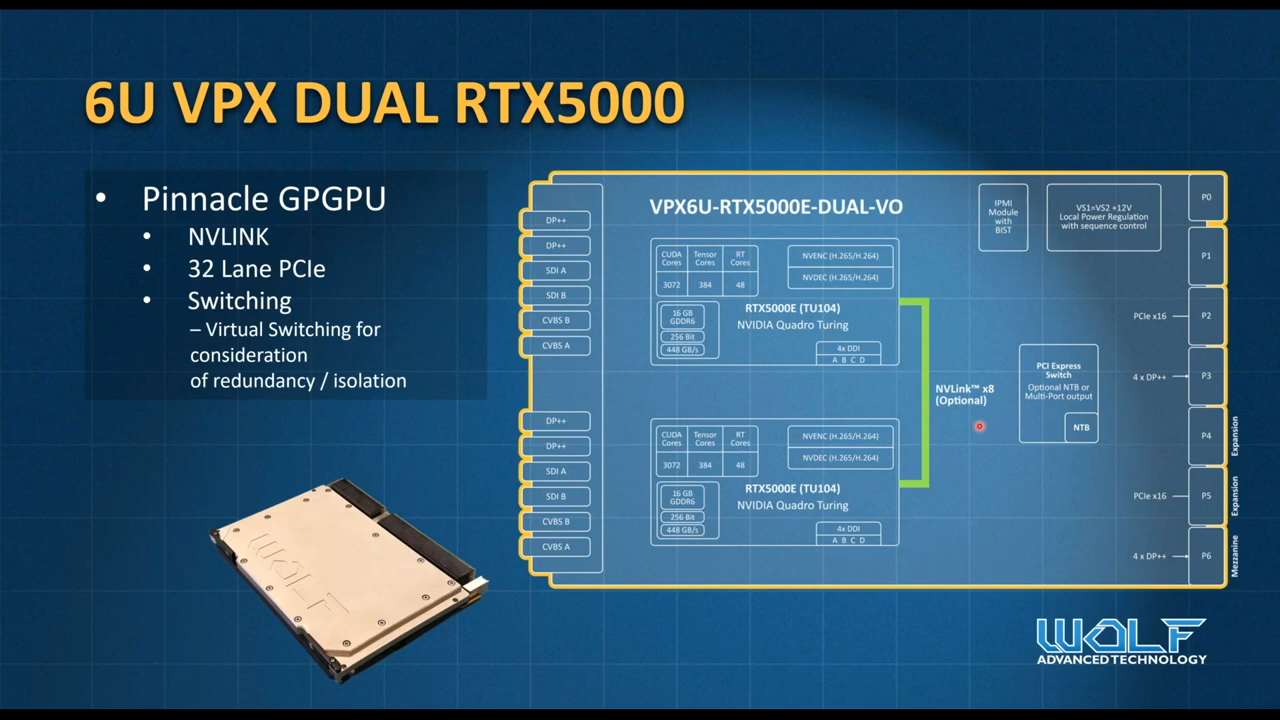 6U VPX DUAL RTX5000
• Pinnacle GPGPU
• NVLINK
• 32 Lane PCIe
• Switching
– Virtual Switching for
consideration
of redundancy / isolation
WOLF
DP++
DP++
SDI A
SDI B
CVBS B
CVBS A
DP++
DP++
SDI A
SDI B
CVBS B
CVBS A
VPX6U-RTX5000E-DUAL-VO
CUDA
Cores
Tensor
Cores
RT
Cores
3072
384
48
NVENC (H.265/H.264)
NVDEC (H.265/H.264)
16 GB
GDDR6
256 Bit
448 GB/s
RTX5000E (TU104)
NVIDIA Quadro Turing
4x DDI
A B C D
CUDA
Cores
Tensor
Cores
RT
Cores
3072
384
48
NVENC (H.265/H.264)
NVDEC (H.265/H.264)
16 GB
GDDR6
256 Bit
448 GB/s
RTX5000E (TU104)
NVIDIA Quadro Turing
4x DDI
A B C D
NVLink™ x8
(Optional)
IPMI
Module
with
BIST
VS1=VS2 +12V
Local Power Regulation
with sequence control
PCI Express
Switch
Optional NTB or
Multi-Port output
NTB
PCIe x16
4 x DP++
PCIe x16
4 x DP++
P0
P1
P2
P3
P4
P5
P6
Expansion
Expansion
Mezzanine
WOLF
ADVANCED TECHNOLOGY